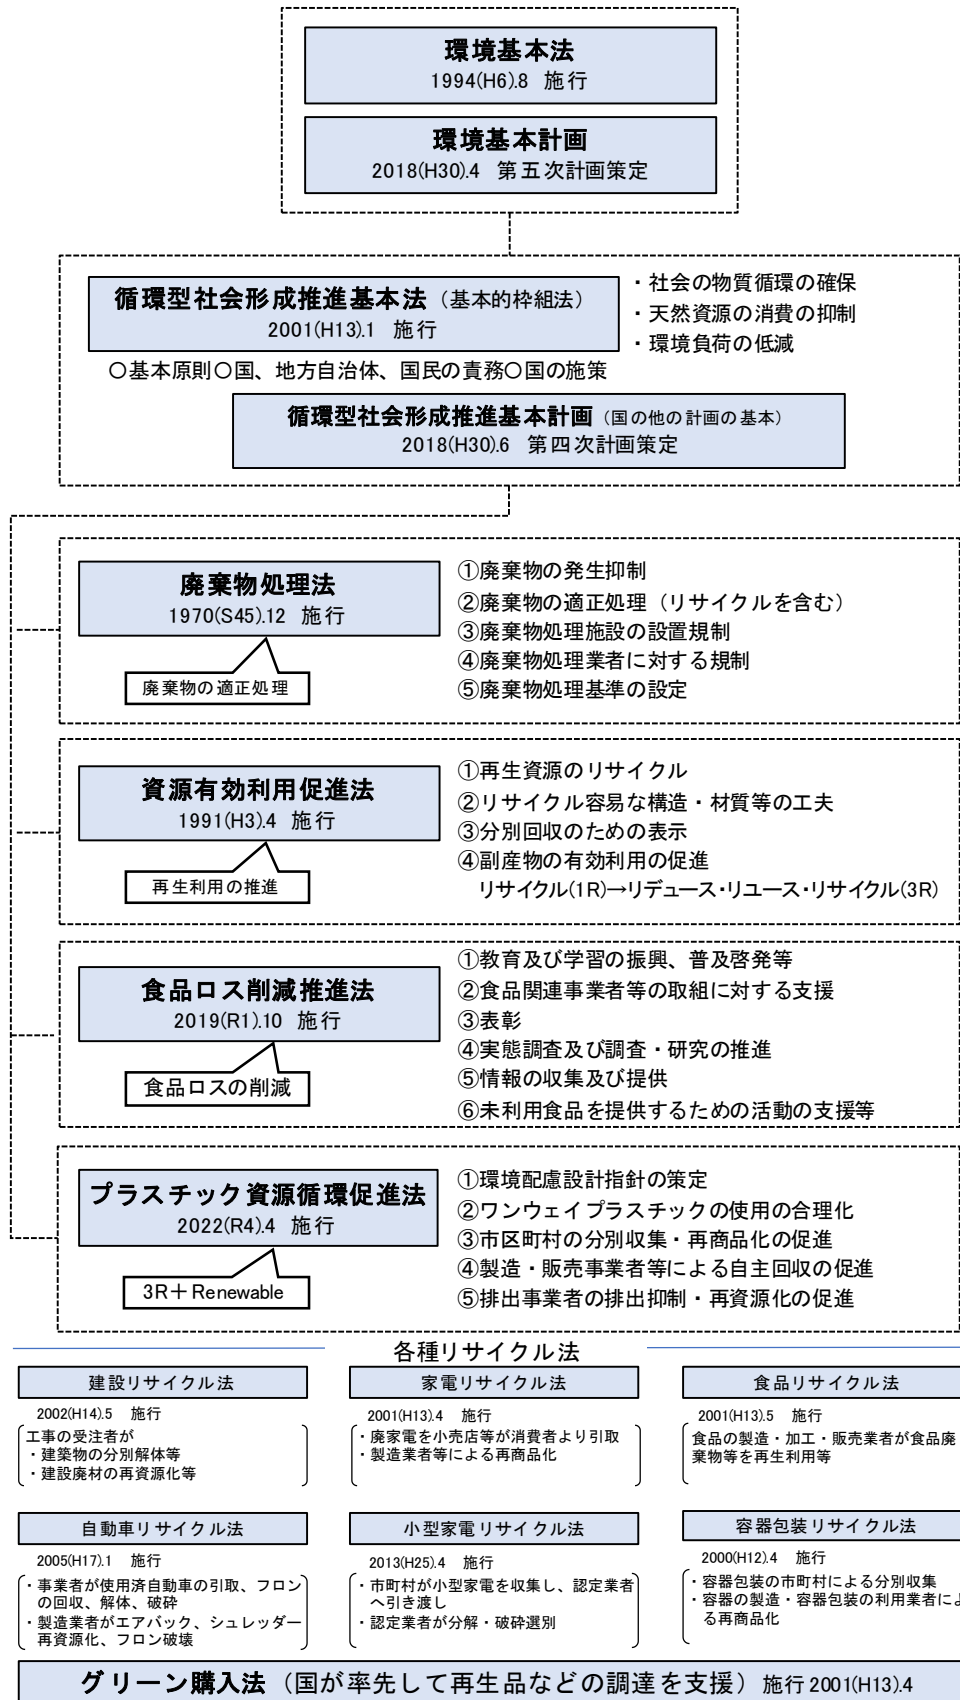 環境基本法
1994(H6).8 施行
環境基本計画
2018(H30).4 第五次計画策定
循環型社会形成推進基本法（基本的枠組法）
2001(H13).1 施行
・社会の物質循環の確保
・天然資源の消費の抑制
・環境負荷の低減
〇基本原則〇国、地方自治体、国民の責務〇国の施策
循環型社会形成推進基本計画（国の他の計画の基本）
2018(H30).6 第四次計画策定
廃棄物処理法
1970(S45).12 施行
廃棄物の適正処理
①廃棄物の発生抑制
②廃棄物の適正処理（リサイクルを含む）
③廃棄物処理施設の設置規制
④廃棄物処理業者に対する規制
⑤廃棄物処理基準の設定
資源有効利用促進法
1991(H3).4 施行
再生利用の推進
①再生資源のリサイクル
②リサイクル容易な構造・材質等の工夫
③分別回収のための表示
④副産物の有効利用の促進
リサイクル(1R)→リデュース・リユース・リサイクル(3R)
食品ロス削減推進法
2019(R1).10 施行
食品ロスの削減
①教育及び学習の振興、普及啓発等
②食品関連事業者等の取組に対する支援
③表彰
④実態調査及び調査・研究の推進
⑤情報の収集及び提供
⑥未利用食品を提供するための活動の支援等
プラスチック資源循環促進法
2022(R4).4 施行
3R＋Renewable
①環境配慮設計指針の策定
②ワンウェイプラスチックの使用の合理化
③市区町村の分別収集・再商品化の促進
④製造・販売事業者等による自主回収の促進
⑤排出事業者の排出抑制・再資源化の促進
各種リサイクル法
建設リサイクル法
2002(H14).5 施行
工事の受注者が
・建築物の分別解体等
・建設廃材の再資源化等
家電リサイクル法
2001(H13).4 施行
・廃家電を小売店等が消費者より引取
・製造業者等による再商品化
食品リサイクル法
2001(H13).5 施行
食品の製造・加工・販売業者が食品廃
棄物等を再生利用等
自動車リサイクル法
2005(H17).1 施行
・事業者が使用済自動車の引取、フロン
の回収、解体、破砕
・製造業者がエアバック、シュレッダー
再資源化、フロン破壊
小型家電リサイクル法
2013(H25).4 施行
・市町村が小型家電を収集し、認定業者
へ引き渡し
・認定業者が分解・破砕選別
容器包装リサイクル法
2000(H12).4 施行
・容器包装の市町村による分別収集
・容器の製造・容器包装の利用業者によ
る再商品化
グリーン購入法（国が率先して再生品などの調達を支援）施行 2001(H13).4